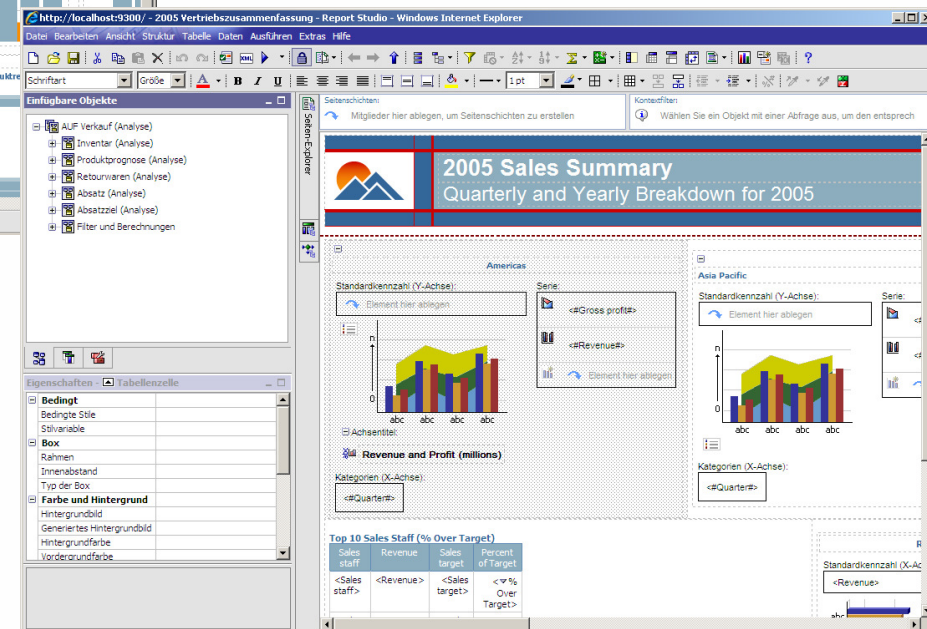 http://localhost:9300/ - 2005 Vertriebszusammenfassung - Report Studio - Windows Internet Explorer
Datei Bearbeiten Ansicht Struktur Tabelle Daten Ausführen Extras Hilfe
Schriftart Größe A B I U 1 pt
Einfügbare Objekte
AUF Verkauf (Analyse)
Inventar (Analyse)
Produktprognose (Analyse)
Retourwaren (Analyse)
Absatz (Analyse)
Absatzziel (Analyse)
Filter und Berechnungen
Eigenschaften - Tabellenzelle
Bedingt
Bedingte Stile
Stilvariable
Box
Rahmen
Innenabstand
Typ der Box
Farbe und Hintergrund
Hintergrundbild
Generiertes Hintergrundbild
Hintergrundfarbe
Vordergrundfarbe
Seiten-Explorer
Seitenschichten:
Mitglieder hier ablegen, um Seitenschichten zu erstellen
Kontextfilter:
Wählen Sie ein Objekt mit einer Abfrage aus, um den entsprech
2005 Sales Summary
Quarterly and Yearly Breakdown for 2005
Americas
Standardkennzahl (Y-Achse):
Element hier ablegen
Serie:
<#Gross profit#>
<#Revenue#>
Element hier ablegen
n
0
abc abc abc abc
Achsentitel:
Revenue and Profit (millions)
Kategorien (X-Achse):
<#Quarter#>
Asia Pacific
Standardkennzahl (Y-Achse):
Element hier ablegen
Serie:
n
0
abc abc abc abc
Kategorien (X-Achse):
<#Quarter#>
Top 10 Sales Staff (% Over Target)
Sales staff Revenue Sales target Percent of Target
<Sales staff> <Revenue> <Sales target> <% Over Target>
Standardkennzahl (X-Ac
<Revenue>
abc